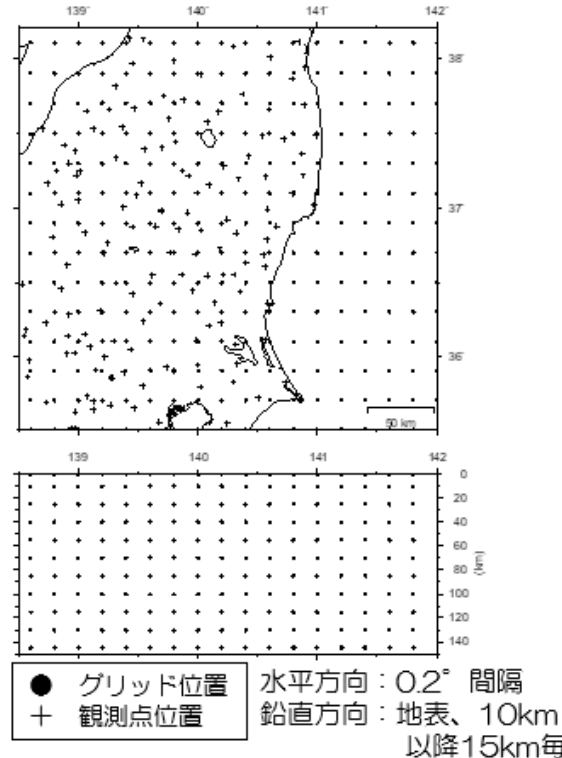 139° 140° 141° 142°
38°
37°
36°
50 km
139 140 141 142
0
20
40
60
80
100
120
140
(km)
● グリッド位置
+ 観測点位置
水平方向：0.2°間隔
鉛直方向：地表、10km
以降15km毎